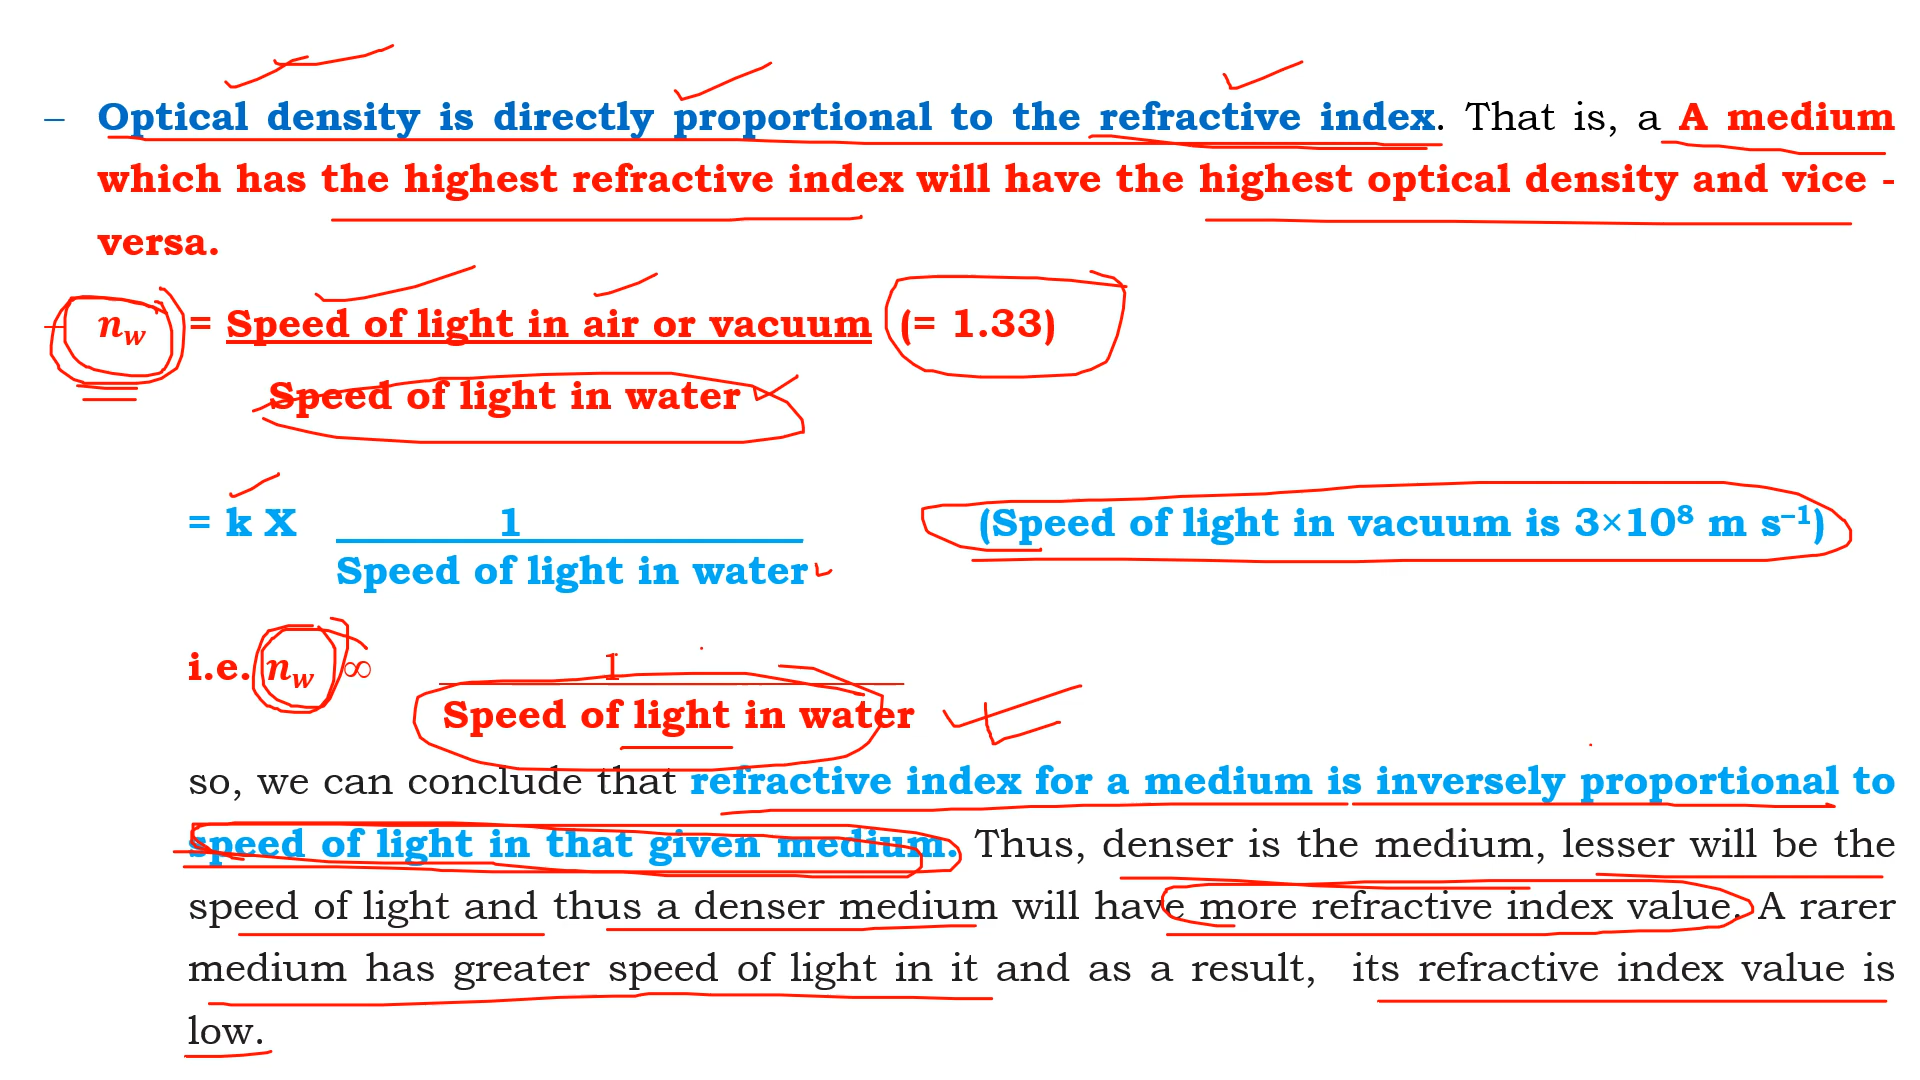 – Optical density is directly proportional to the refractive index. That is, a A medium
which has the highest refractive index will have the highest optical density and vice -
versa.
– n_w = Speed of light in air or vacuum (= 1.33)
Speed of light in water
= k X 1 (Speed of light in vacuum is 3×10⁸ m s⁻¹)
Speed of light in water
i.e. n_w ∞ 1
Speed of light in water
so, we can conclude that refractive index for a medium is inversely proportional to
speed of light in that given medium. Thus, denser is the medium, lesser will be the
speed of light and thus a denser medium will have more refractive index value. A rarer
medium has greater speed of light in it and as a result, its refractive index value is
low.